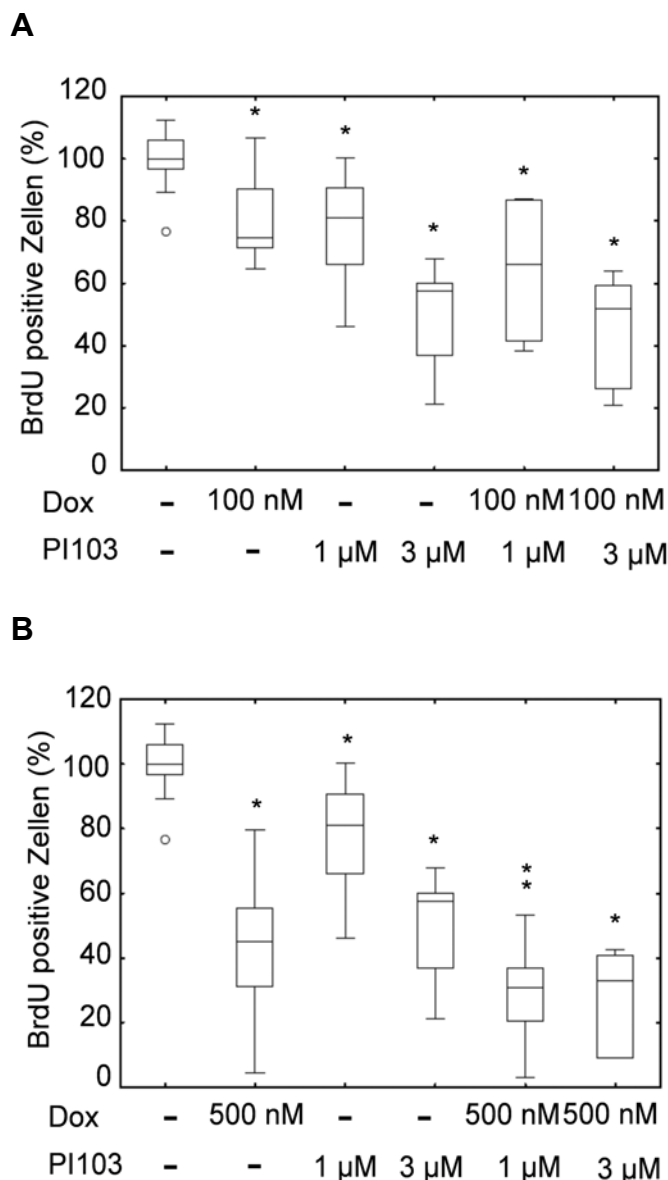 A
120
100
80
60
40
20
0
BrdU positive Zellen (%)
* * * * *
Dox – 100 nM – – 100 nM 100 nM
PI103 – – 1 µM 3 µM 1 µM 3 µM
B
120
100
80
60
40
20
0
BrdU positive Zellen (%)
* * * ** *
Dox – 500 nM – – 500 nM 500 nM
PI103 – – 1 µM 3 µM 1 µM 3 µM